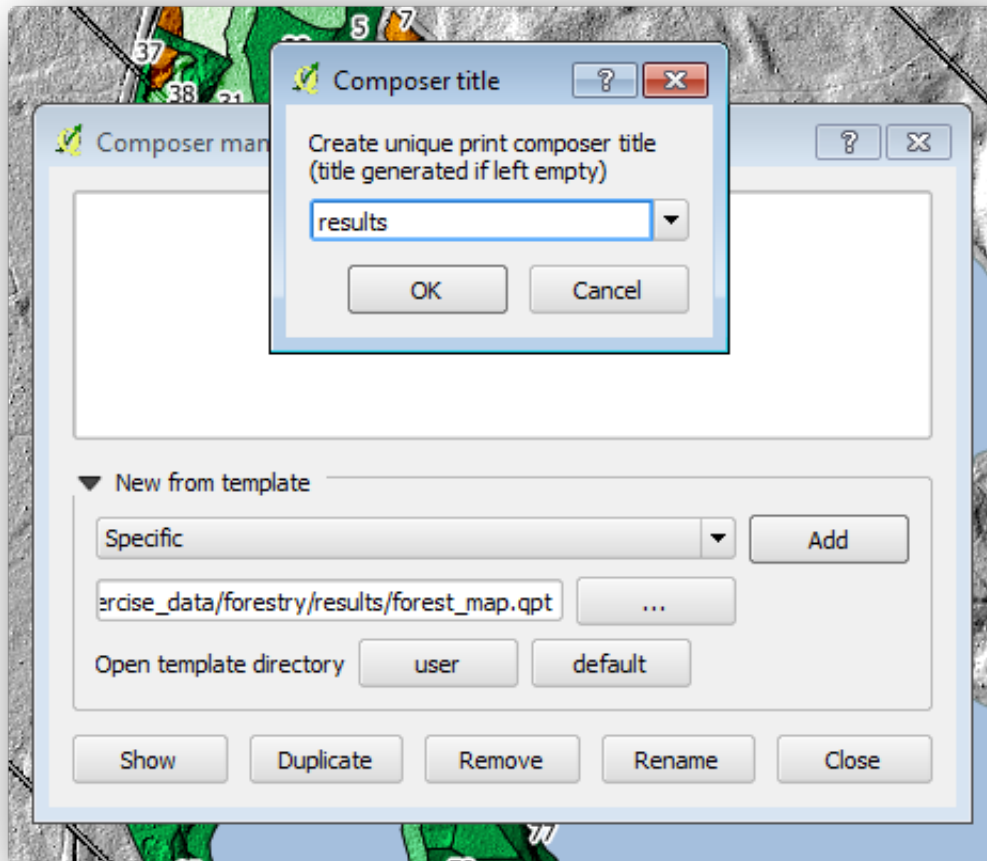 5
7
37
38
Composer title
Composer man
Create unique print composer title
(title generated if left empty)
results
OK
Cancel
New from template
Specific
Add
ercise_data/forestry/results/forest_map.qpt
...
Open template directory
user
default
Show
Duplicate
Remove
Rename
Close